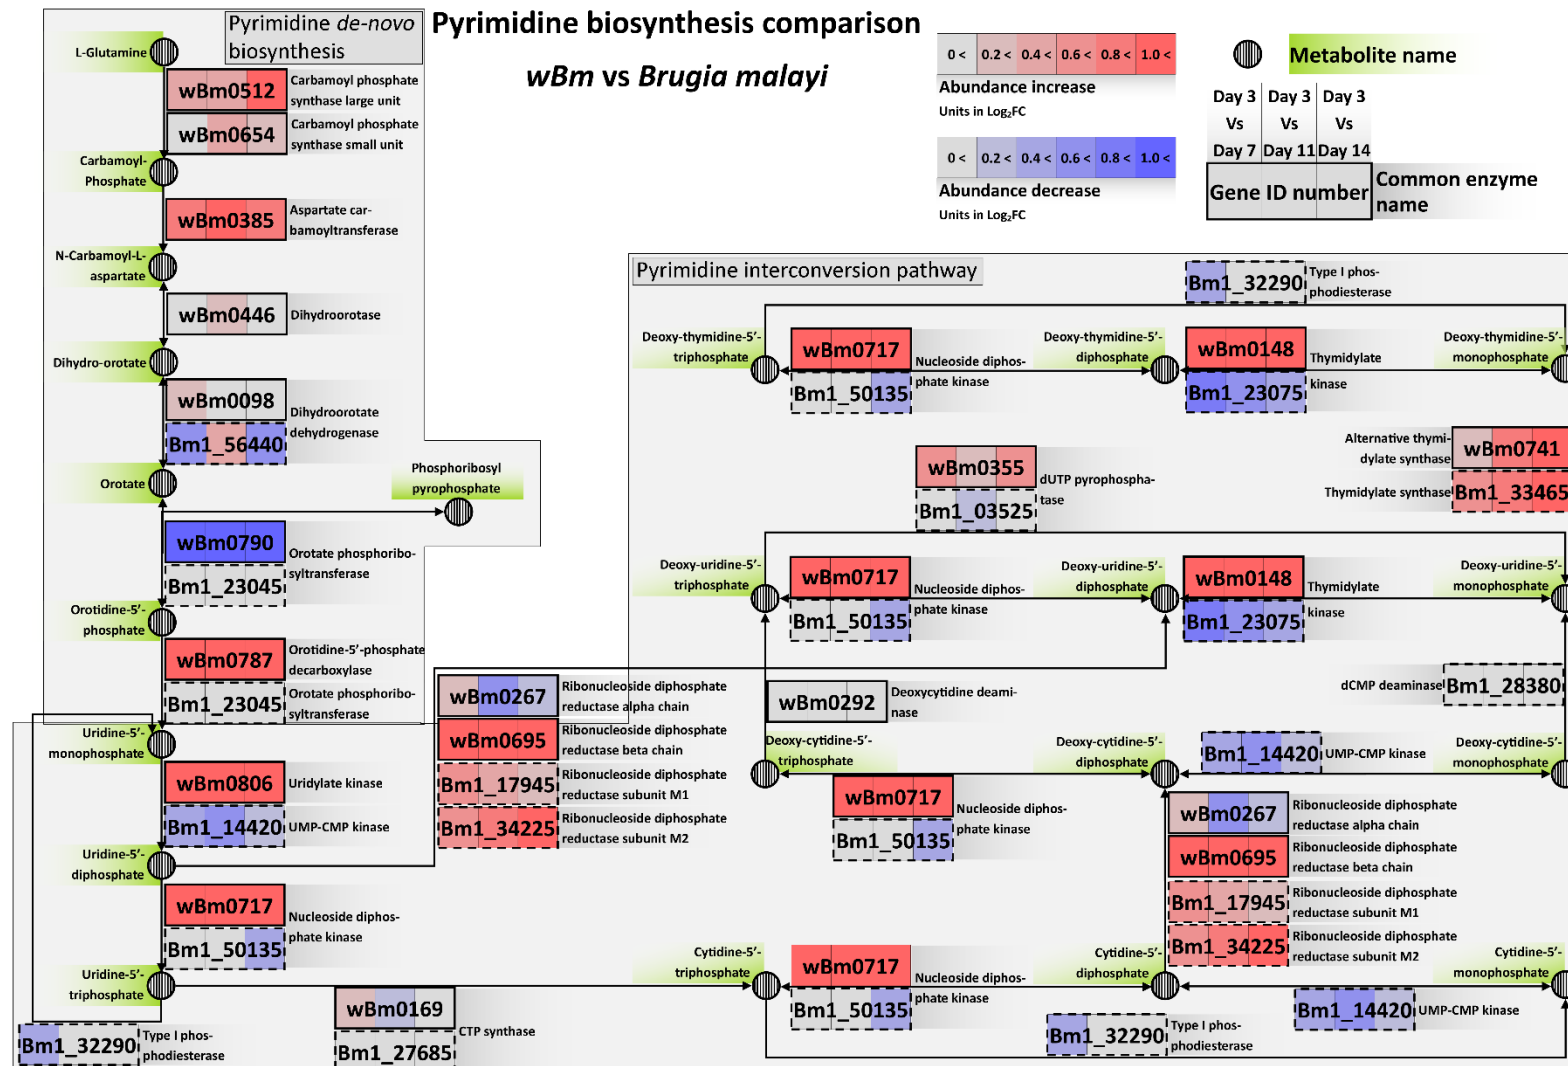 Pyrimidine biosynthesis comparison
wBm vs Brugia malayi
Pyrimidine de-novo
biosynthesis
L-Glutamine
wBm0512
Carbamoyl phosphate
synthase large unit
wBm0654
Carbamoyl phosphate
synthase small unit
Carbamoyl-
Phosphate
wBm0385
Aspartate car-
bamoyltransferase
N-Carbamoyl-L-
aspartate
wBm0446
Dihydroorotase
Dihydro-orotate
wBm0098
Bm1_56440
Dihydroorotate
dehydrogenase
Orotate
Phosphoribosyl
pyrophosphate
wBm0790
Bm1_23045
Orotate phosphoribo-
syltransferase
Orotidine-5’-
phosphate
wBm0787
Orotidine-5’-phosphate
decarboxylase
Bm1_23045
Orotate phosphoribo-
syltransferase
Uridine-5’-
monophosphate
wBm0806
Uridylate kinase
Bm1_14420
UMP-CMP kinase
Uridine-5’-
diphosphate
wBm0717
Bm1_50135
Nucleoside diphos-
phate kinase
Uridine-5’-
triphosphate
Bm1_32290
Type I phos-
phodiesterase
wBm0169
Bm1_27685
CTP synthase
wBm0267
Ribonucleoside diphosphate
reductase alpha chain
wBm0695
Ribonucleoside diphosphate
reductase beta chain
Bm1_17945
Ribonucleoside diphosphate
reductase subunit M1
Bm1_34225
Ribonucleoside diphosphate
reductase subunit M2
0 < 0.2 < 0.4 < 0.6 < 0.8 < 1.0 <
Abundance increase
Units in Log2FC
0 < 0.2 < 0.4 < 0.6 < 0.8 < 1.0 <
Abundance decrease
Units in Log2FC
Metabolite name
Day 3 Day 3 Day 3
Vs Vs Vs
Day 7 Day 11 Day 14
Gene ID number
Common enzyme
name
Pyrimidine interconversion pathway
Bm1_32290
Type I phos-
phodiesterase
Deoxy-thymidine-5’-
triphosphate
wBm0717
Bm1_50135
Nucleoside diphos-
phate kinase
Deoxy-thymidine-5’-
diphosphate
wBm0148
Bm1_23075
Thymidylate
kinase
Deoxy-thymidine-5’-
monophosphate
Alternative thymi-
dylate synthase
wBm0741
Thymidylate synthase
Bm1_33465
wBm0355
Bm1_03525
dUTP pyrophospha-
tase
Deoxy-uridine-5’-
triphosphate
wBm0717
Bm1_50135
Nucleoside diphos-
phate kinase
Deoxy-uridine-5’-
diphosphate
wBm0148
Bm1_23075
Thymidylate
kinase
Deoxy-uridine-5’-
monophosphate
wBm0292
Deoxycytidine deami-
nase
dCMP deaminase
Bm1_28380
Deoxy-cytidine-5’-
triphosphate
wBm0717
Bm1_50135
Nucleoside diphos-
phate kinase
Deoxy-cytidine-5’-
diphosphate
Bm1_14420
UMP-CMP kinase
Deoxy-cytidine-5’-
monophosphate
wBm0267
Ribonucleoside diphosphate
reductase alpha chain
wBm0695
Ribonucleoside diphosphate
reductase beta chain
Bm1_17945
Ribonucleoside diphosphate
reductase subunit M1
Bm1_34225
Ribonucleoside diphosphate
reductase subunit M2
Cytidine-5’-
triphosphate
wBm0717
Bm1_50135
Nucleoside diphos-
phate kinase
Cytidine-5’-
diphosphate
Bm1_14420
UMP-CMP kinase
Cytidine-5’-
monophosphate
Bm1_32290
Type I phos-
phodiesterase